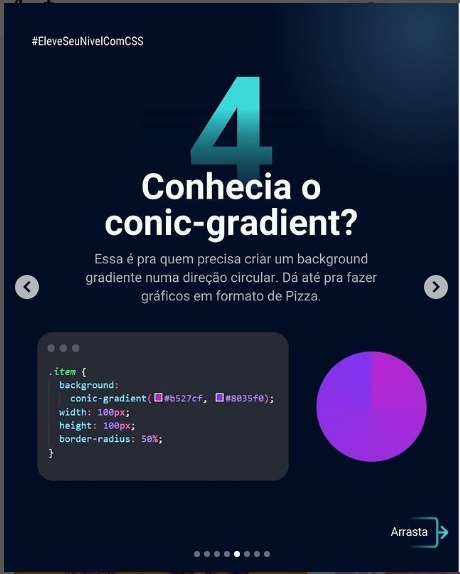 #EleveSeuNivelComCSS
4
Conhecia o
conic-gradient?
Essa é pra quem precisa criar um background
gradiente numa direção circular. Dá até pra fazer
gráficos em formato de Pizza.
.item {
background:
conic-gradient(#b527cf, #8035f0);
width: 100px;
height: 100px;
border-radius: 50%;
}
Arrasta